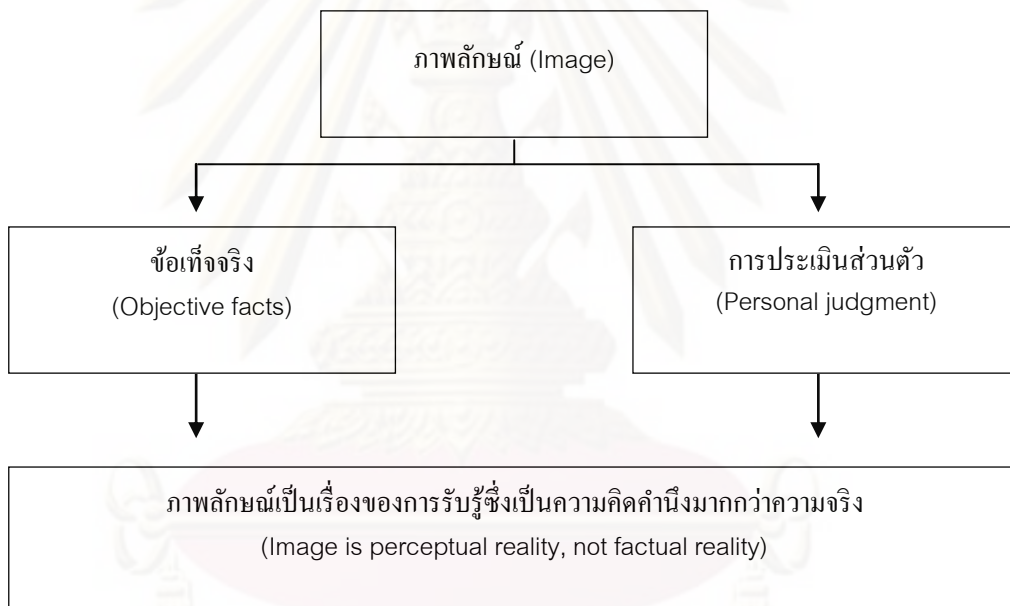 ภาพลักษณ์ (Image)
ข้อเท็จจริง
(Objective facts)
การประเมินส่วนตัว
(Personal judgment)
ภาพลักษณ์เป็นเรื่องของการรับรู้ซึ่งเป็นความคิดคำนึงมากกว่าความจริง
(Image is perceptual reality, not factual reality)